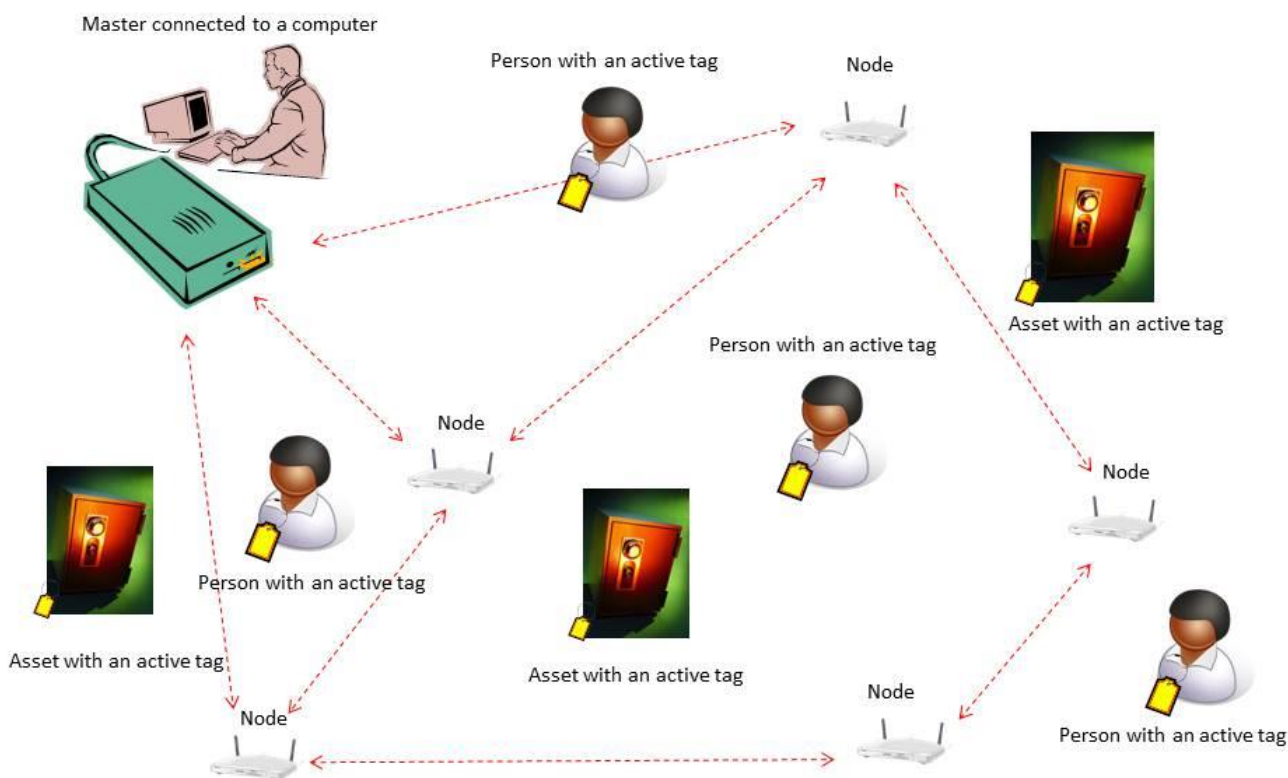 Master connected to a computer
Person with an active tag
Node
Asset with an active tag
Person with an active tag
Node
Node
Person with an active tag
Asset with an active tag
Asset with an active tag
Node
Node
Person with an active tag